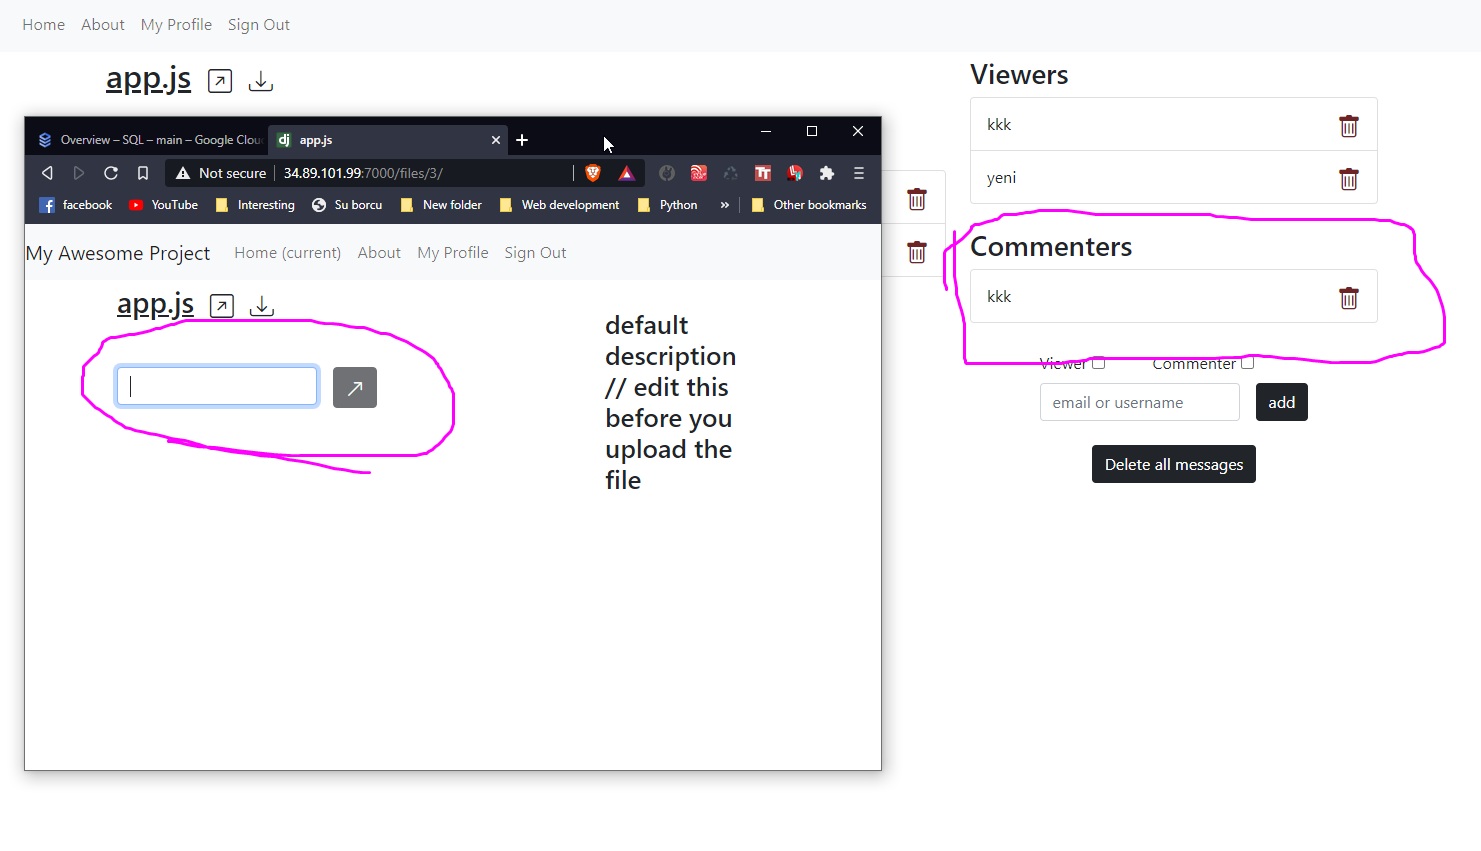 Home About My Profile Sign Out
app.js
Viewers
kkk
yeni
Commenters
kkk
Viewer Commenter
email or username add
Delete all messages
Overview – SQL – main – Google Clou app.js
Not secure 34.89.101.99:7000/files/3/
facebook YouTube Interesting Su borcu New folder Web development Python » Other bookmarks
My Awesome Project Home (current) About My Profile Sign Out
app.js
default
description
// edit this
before you
upload the
file